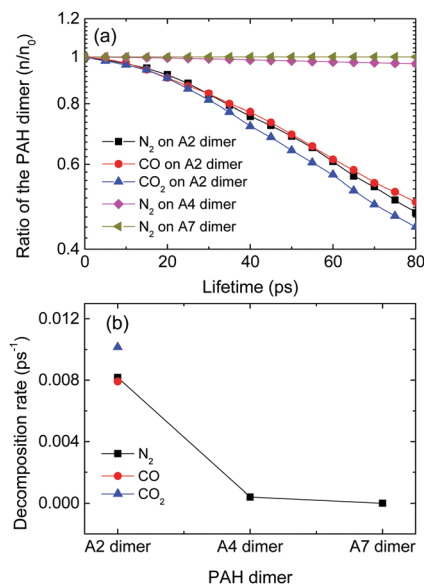 (a)
1.2
1
0.8
0.6
0.4
Ratio of the PAH dimer (n/n₀)
N₂ on A2 dimer
CO on A2 dimer
CO₂ on A2 dimer
N₂ on A4 dimer
N₂ on A7 dimer
0 20 40 60 80
Lifetime (ps)
(b)
0.012
0.008
0.004
0.000
Decomposition rate (ps⁻¹)
N₂
CO
CO₂
A2 dimer A4 dimer A7 dimer
PAH dimer